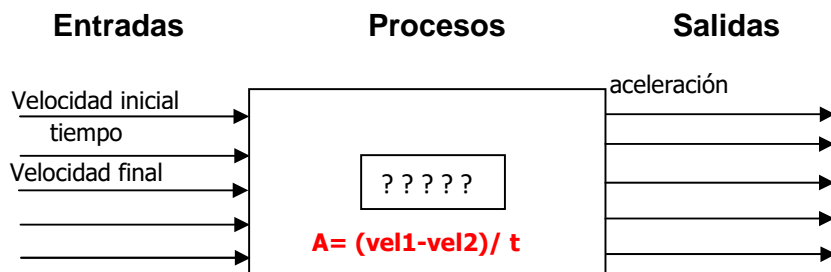 Entradas
Procesos
Salidas
Velocidad inicial
tiempo
Velocidad final
? ? ? ? ?
A= (vel1-vel2)/ t
aceleración